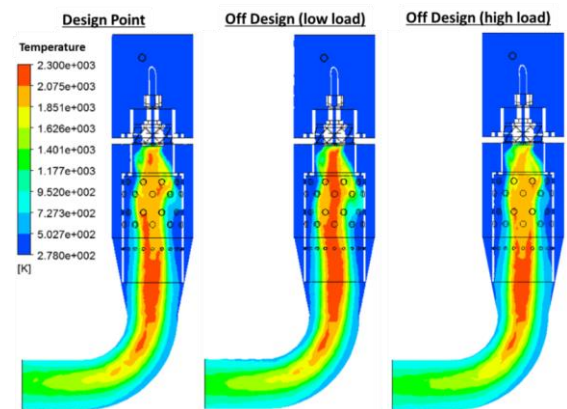 Design Point
Off Design (low load)
Off Design (high load)
Temperature
2.300e+003
2.075e+003
1.851e+003
1.626e+003
1.401e+003
1.177e+003
9.520e+002
7.273e+002
5.027e+002
2.780e+002
[K]